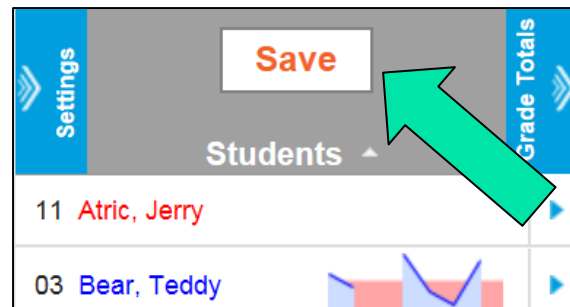 Settings
Save
Grade Totals
Students
11 Atric, Jerry
03 Bear, Teddy